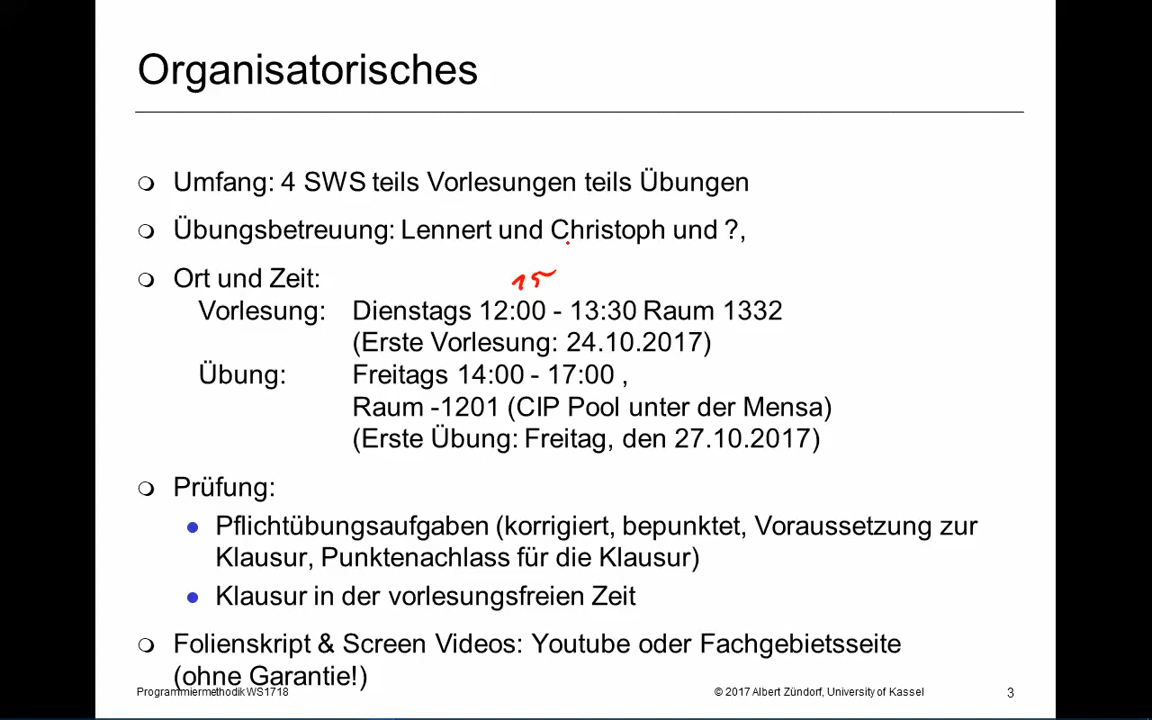 Organisatorisches
Umfang: 4 SWS teils Vorlesungen teils Übungen
Übungsbetreuung: Lennert und Christoph und ?,
Ort und Zeit:
15
Vorlesung: Dienstags 12:00 - 13:30 Raum 1332
(Erste Vorlesung: 24.10.2017)
Übung: Freitags 14:00 - 17:00 ,
Raum -1201 (CIP Pool unter der Mensa)
(Erste Übung: Freitag, den 27.10.2017)
Prüfung:
Pflichtübungsaufgaben (korrigiert, bepunktet, Voraussetzung zur
Klausur, Punktenachlass für die Klausur)
Klausur in der vorlesungsfreien Zeit
Folienskript & Screen Videos: Youtube oder Fachgebietsseite
(ohne Garantie!)
Programmiermethodik WS1718 © 2017 Albert Zündorf, University of Kassel 3